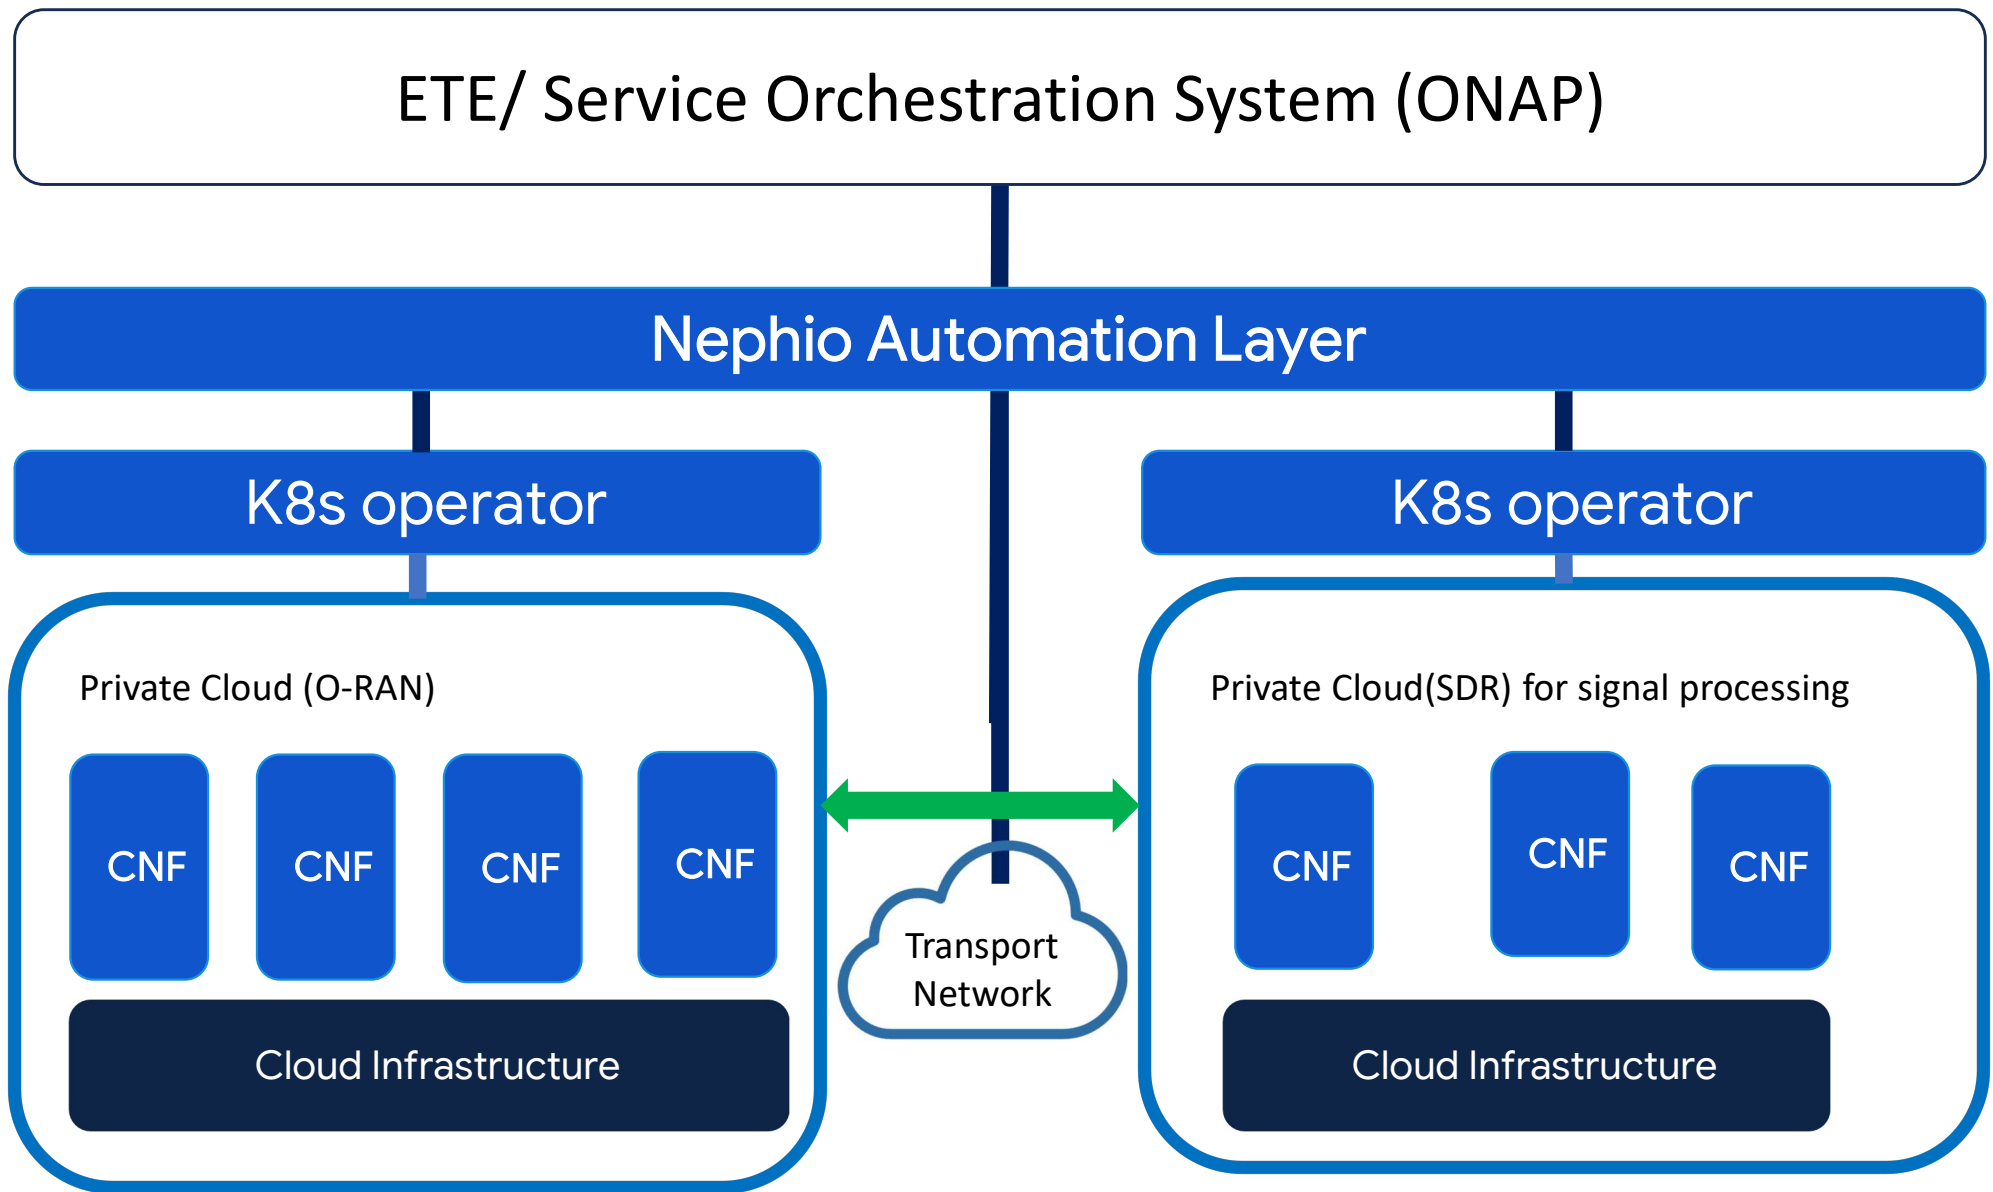 ETE/ Service Orchestration System (ONAP)
Nephio Automation Layer
K8s operator
K8s operator
Private Cloud (O-RAN)
CNF
CNF
CNF
CNF
Cloud Infrastructure
Transport
Network
Private Cloud(SDR) for signal processing
CNF
CNF
CNF
Cloud Infrastructure